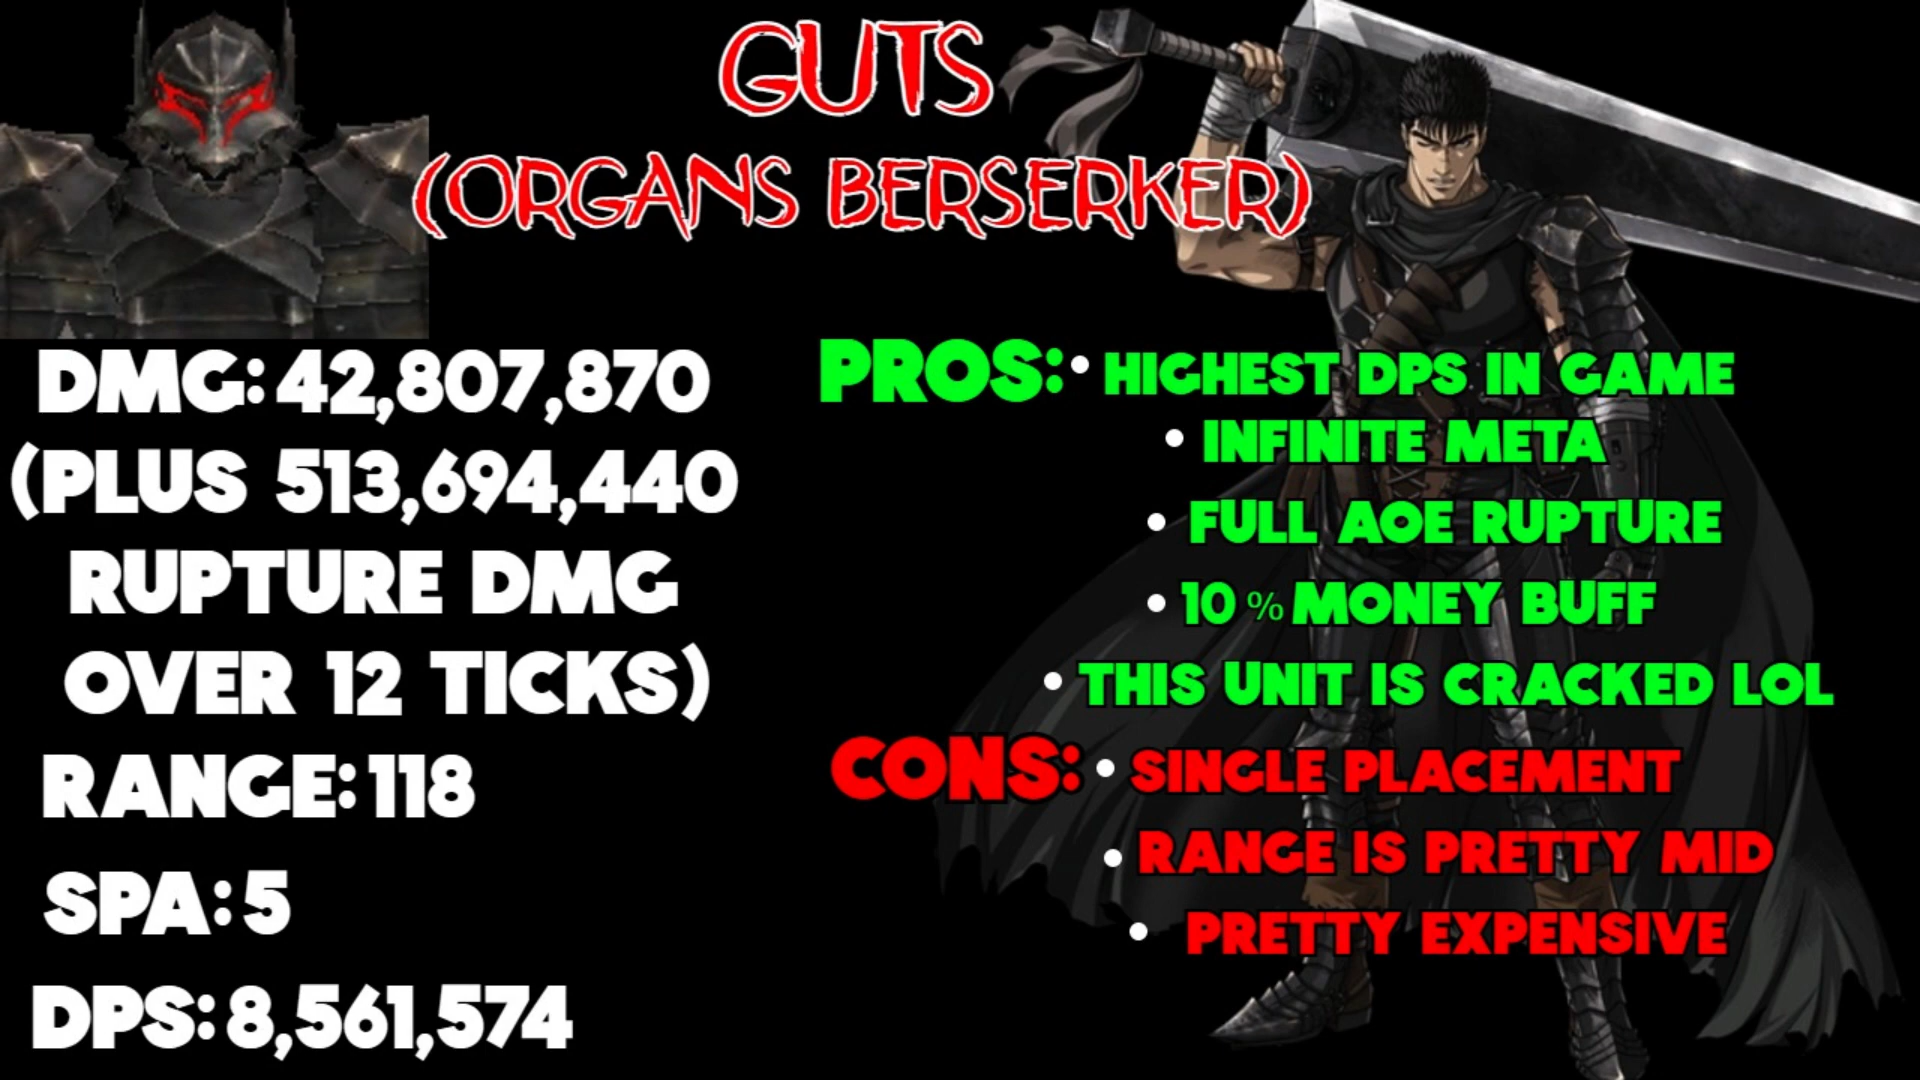 GUTS
(ORGANS BERSERKER)
DMG: 42,807,870
(PLUS 513,694,440
RUPTURE DMG
OVER 12 TICKS)
RANGE: 118
SPA: 5
DPS: 8,561,574
PROS: • HIGHEST DPS IN GAME
• INFINITE META
• FULL AOE RUPTURE
• 10 % MONEY BUFF
• THIS UNIT IS CRACKED LOL
CONS: • SINGLE PLACEMENT
• RANGE IS PRETTY MID
• PRETTY EXPENSIVE